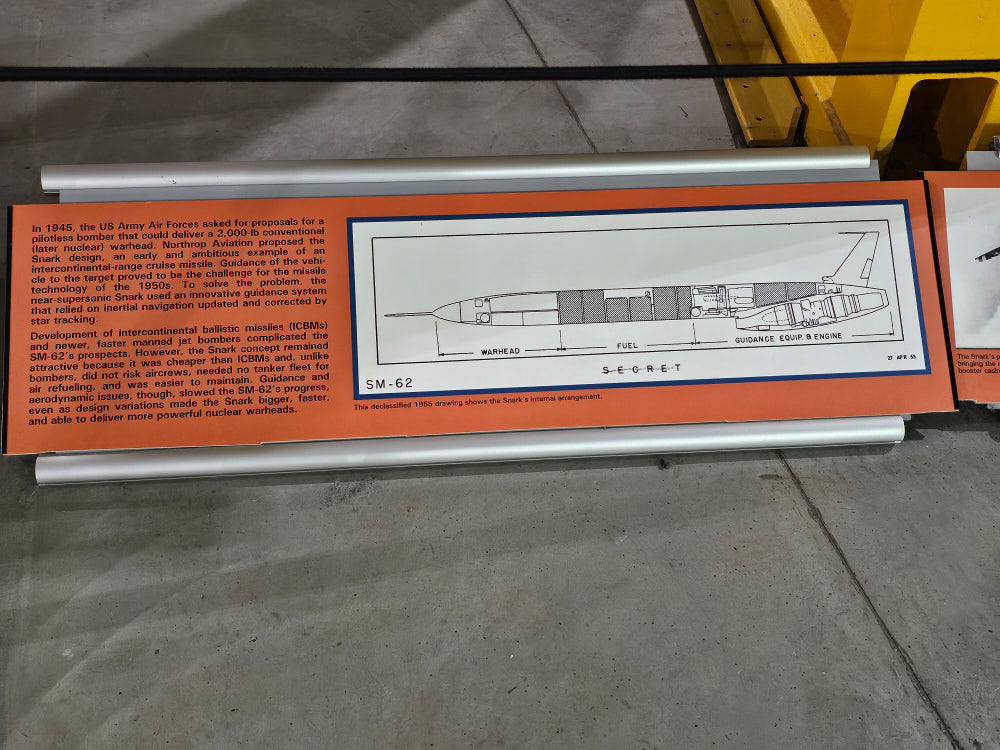 In 1945, the US Army Air Forces asked for proposals for a
pilotless bomber that could deliver a 2,000-lb conventional
(later nuclear) warhead. Northrop Aviation proposed the
Snark design, an early and ambitious example of an
intercontinental-range cruise missile. Guidance of the vehi-
cle to the target proved to be the challenge for the missile
technology of the 1950s. To solve the problem, the
near-supersonic Snark used an innovative guidance system
that relied on inertial navigation updated and corrected by
star tracking.
Development of intercontinental ballistic missiles (ICBMs)
and newer, faster manned jet bombers complicated the
SM-62's prospects. However, the Snark concept remained
attractive because it was cheaper than ICBMs and, unlike
bombers, did not risk aircrews, needed no tanker fleet for
air refueling, and was easier to maintain. Guidance and
aerodynamic issues, though, slowed the SM-62's progress,
even as design variations made the Snark bigger, faster,
and able to deliver more powerful nuclear warheads.
WARHEAD
FUEL
GUIDANCE EQUIP. & ENGINE
SECRET
27 APR 55
SM-62
This declassified 1955 drawing shows the Snark's internal arrangement.
The Snark's
bringing the
booster